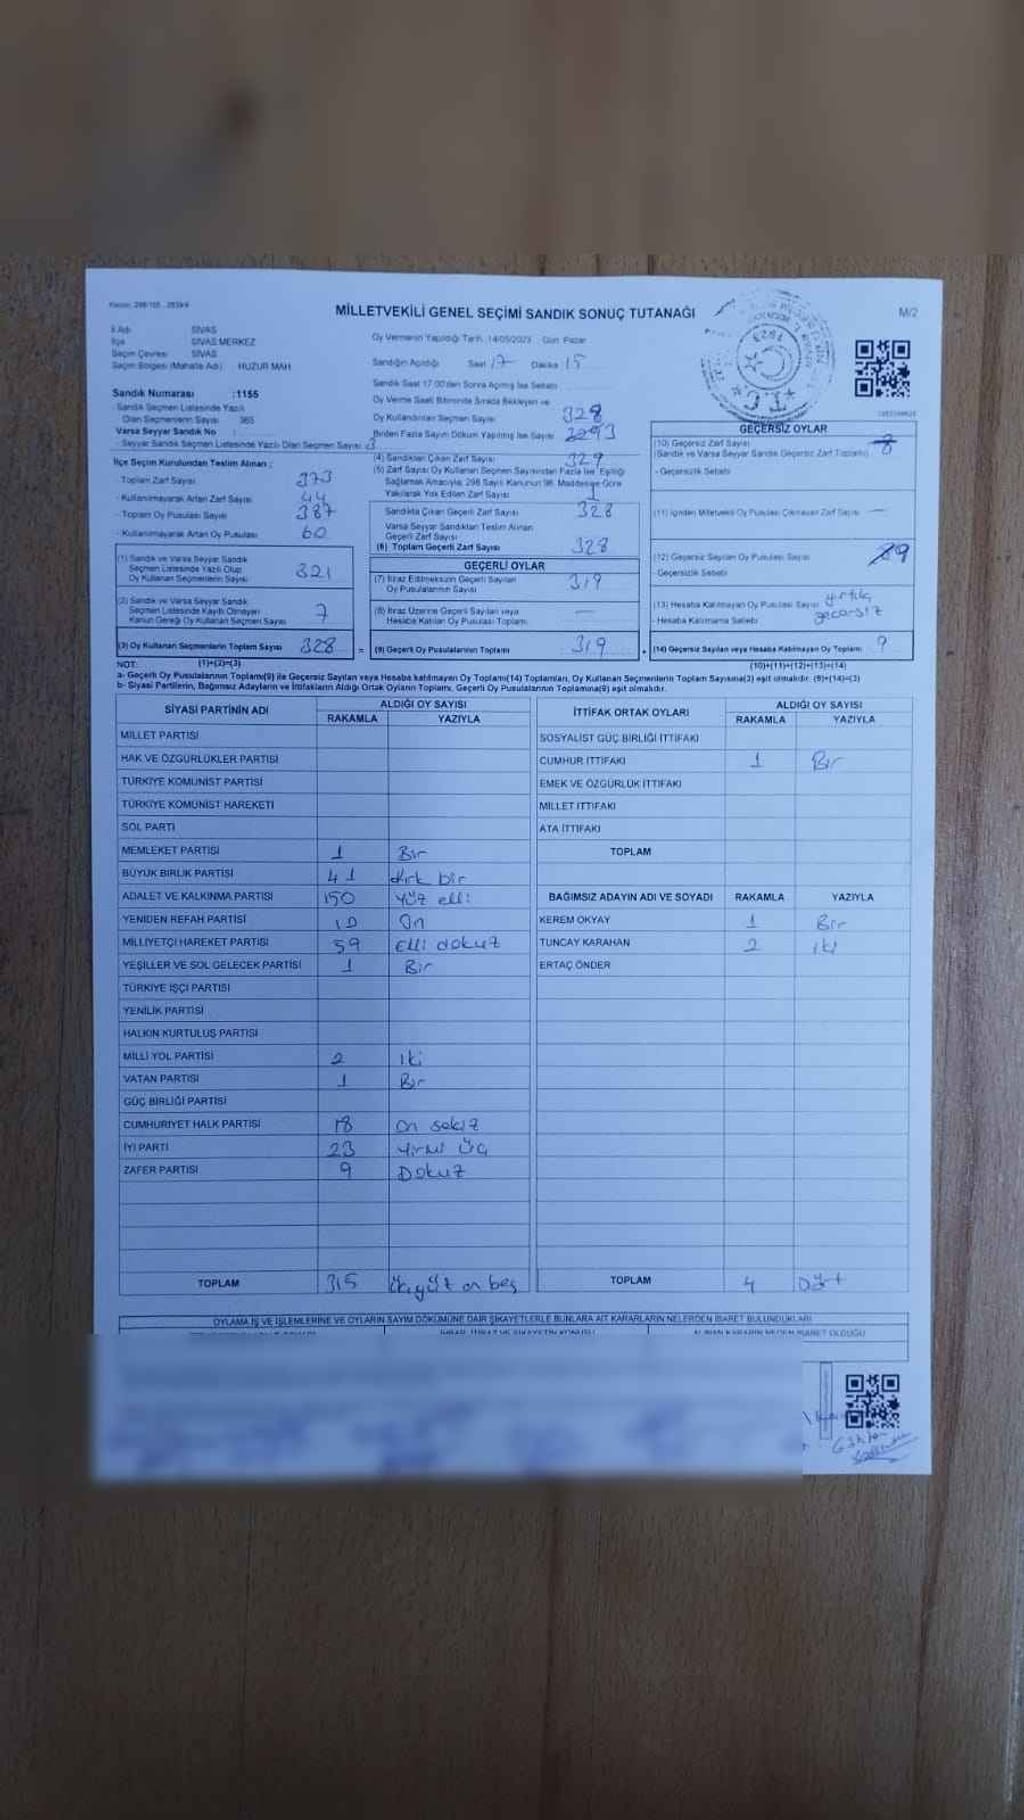 MİLLETVEKİLİ GENEL SEÇİMİ SANDIK SONUÇ TUTANAĞI
M/2
İl Adı SİVAS
İlçe SİVAS MERKEZ
Seçim Çevresi SİVAS
Seçim Bölgesi (Mahalle Adı) HUZUR MAH
Oy Vermenin Yapıldığı Tarih :14/05/2023 Gün Pazar
Sandığın Açıldığı Saat 17 Dakika 15
Sandık Saat 17.00'den Sonra Açılmış İse Sebebi
Oy Verme Saati Bitiminde Sırada Bekleyen ve
Oy Kullandırılan Seçmen Sayısı 328
Birden Fazla Sayım Döküm Yapılmış İse Sayısı
Sandık Numarası :1155
Sandık Seçmen Listesinde Yazılı
Olan Seçmenlerin Sayısı 365
Varsa Seyyar Sandık No :
Seyyar Sandık Seçmen Listesinde Yazılı Olan Seçmen Sayısı
İlçe Seçim Kurulundan Teslim Alınan :
- Toplam Zarf Sayısı 373
- Kullanılmayarak Artan Zarf Sayısı 44
- Toplam Oy Pusulası Sayısı 387
- Kullanılmayarak Artan Oy Pusulası 60
(1) Sandık ve Varsa Seyyar Sandık
Seçmen Listesinde Yazılı Olup
Oy Kullanan Seçmenlerin Sayısı 321
(2) Sandık ve Varsa Seyyar Sandık
Seçmen Listesinde Kayıtlı Olmayan
Kanun Gereği Oy Kullanan Seçmen Sayısı 7
(3) Oy Kullanan Seçmenlerin Toplam Sayısı 328
(1)+(2)=(3)
(4) Sandıktan Çıkan Zarf Sayısı 329
(5) Zarf Sayısı Oy Kullanan Seçmen Sayısından Fazla İse, Eşitliği
Sağlamak Amacıyla, 298 Sayılı Kanunun 98. Maddesine Göre
Yakılarak Yok Edilen Zarf Sayısı 1
Sandıkta Çıkan Geçerli Zarf Sayısı 328
Varsa Seyyar Sandıktan Teslim Alınan
Geçerli Zarf Sayısı
(6) Toplam Geçerli Zarf Sayısı 328
GEÇERLİ OYLAR
(7) İtiraz Edilmeksizin Geçerli Sayılan
Oy Pusulalarının Sayısı 319
(8) İtiraz Üzerine Geçerli Sayılan veya
Hesaba Katılan Oy Pusulası Toplamı —
= (9) Geçerli Oy Pusulalarının Toplamı 319
GEÇERSİZ OYLAR
(10) Geçersiz Zarf Sayısı
(Sandık ve Varsa Seyyar Sandık Geçersiz Zarf Toplamı)
- Geçersizlik Sebebi
(11) İçinden Milletvekili Oy Pusulası Çıkmayan Zarf Sayısı —
(12) Geçersiz Sayılan Oy Pusulası Sayısı 9
Geçersizlik Sebebi
(13) Hesaba Katılmayan Oy Pusulası Sayısı
- Hesaba Katılmama Sebebi
+ (14) Geçersiz Sayılan veya Hesaba Katılmayan Oy Toplamı 9
(10)+(11)+(12)+(13)=(14)
NOT:
a- Geçerli Oy Pusulalarının Toplamı(9) ile Geçersiz Sayılan veya Hesaba katılmayan Oy Toplamı(14) Toplamları, Oy Kullanan Seçmenlerin Toplam Sayısına(3) eşit olmalıdır. (9)+(14)=(3)
b- Siyasi Partilerin, Bağımsız Adayların ve İttifakların Aldığı Ortak Oyların Toplamı, Geçerli Oy Pusulalarının Toplamına(9) eşit olmalıdır.
SİYASİ PARTİNİN ADI ALDIĞI OY SAYISI
RAKAMLA YAZIYLA
MİLLET PARTİSİ
HAK VE ÖZGÜRLÜKLER PARTİSİ
TÜRKİYE KOMÜNİST PARTİSİ
TÜRKİYE KOMÜNİST HAREKETİ
SOL PARTİ
MEMLEKET PARTİSİ 1 Bir
BÜYÜK BİRLİK PARTİSİ 41 kırk bir
ADALET VE KALKINMA PARTİSİ 150 yüz elli
YENİDEN REFAH PARTİSİ 10 On
MİLLİYETÇİ HAREKET PARTİSİ 59 Elli dokuz
YEŞİLLER VE SOL GELECEK PARTİSİ 1 Bir
TÜRKİYE İŞÇİ PARTİSİ
YENİLİK PARTİSİ
HALKIN KURTULUŞ PARTİSİ
MİLLİ YOL PARTİSİ 2 iki
VATAN PARTİSİ 1 Bir
GÜÇ BİRLİĞİ PARTİSİ
CUMHURİYET HALK PARTİSİ 18 on sekiz
İYİ PARTİ 23 yirmi üç
ZAFER PARTİSİ 9 Dokuz
TOPLAM 315 üçyüz on beş
İTTİFAK ORTAK OYLARI ALDIĞI OY SAYISI
RAKAMLA YAZIYLA
SOSYALİST GÜÇ BİRLİĞİ İTTİFAKI
CUMHUR İTTİFAKI 1 Bir
EMEK VE ÖZGÜRLÜK İTTİFAKI
MİLLET İTTİFAKI
ATA İTTİFAKI
TOPLAM
BAĞIMSIZ ADAYIN ADI VE SOYADI RAKAMLA YAZIYLA
KEREM OKYAY 1 Bir
TUNCAY KARAHAN 2 iki
ERTAÇ ÖNDER
TOPLAM 4 Dört
OYLAMA İŞ VE İŞLEMLERİNE VE OYLARIN SAYIM DÖKÜMÜNE DAİR ŞİKAYETLERLE BUNLARA AİT KARARLARIN NELERDEN İBARET BULUNDUKLARI